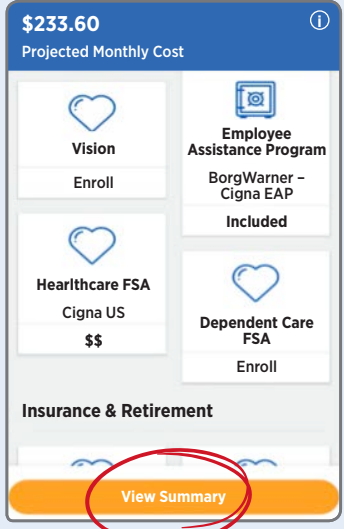 $233.60
Projected Monthly Cost
Vision
Enroll
Employee
Assistance Program
BorgWarner –
Cigna EAP
Included
Hearlthcare FSA
Cigna US
$$
Dependent Care
FSA
Enroll
Insurance & Retirement
View Summary